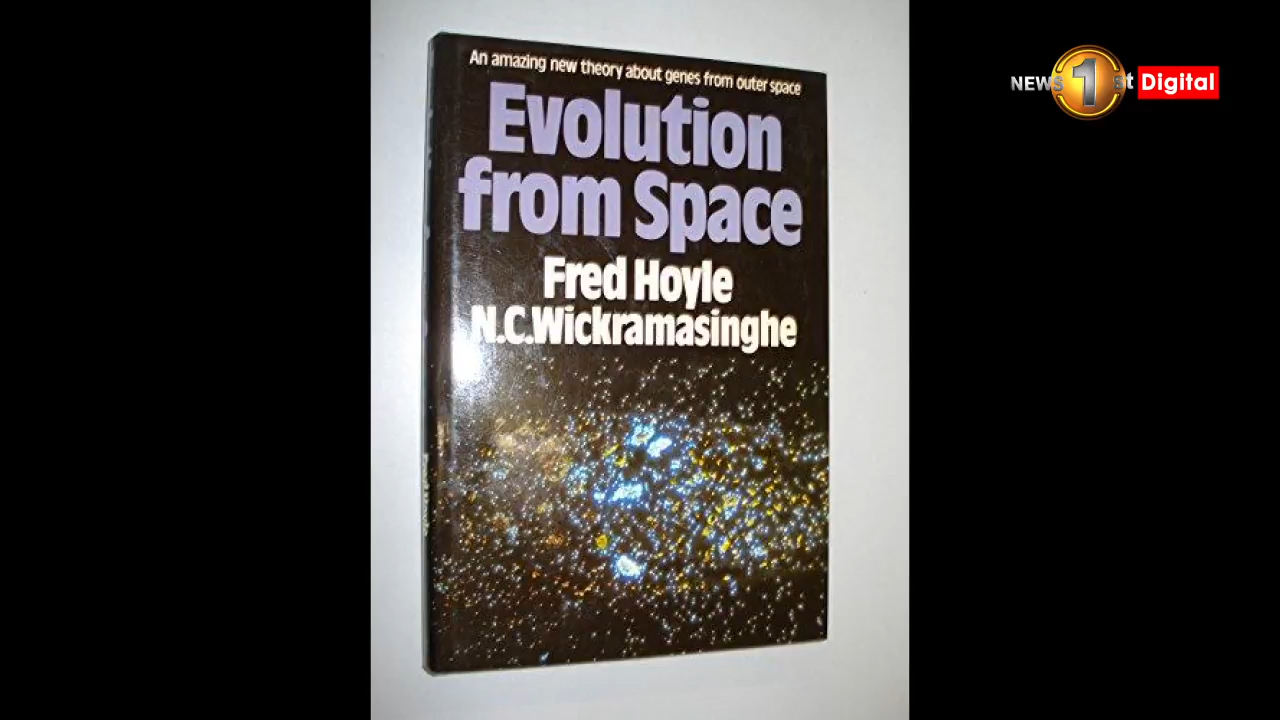 An amazing new theory about genes from outer space
Evolution
from Space
Fred Hoyle
N.C.Wickramasinghe
NEWS 1st Digital